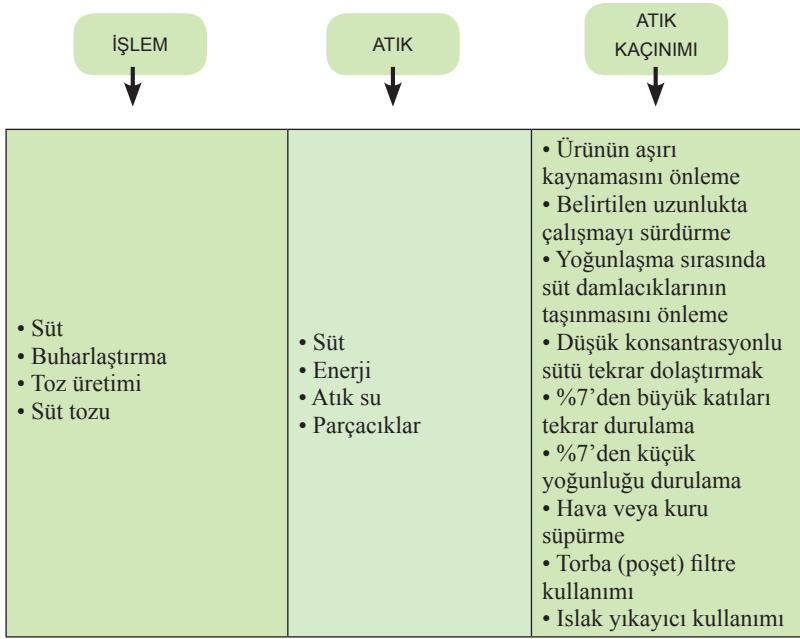 İŞLEM
ATIK
ATIK
KAÇINIMI
• Süt
• Buharlaştırma
• Toz üretimi
• Süt tozu
• Süt
• Enerji
• Atık su
• Parçacıklar
• Ürünün aşırı
kaynamasını önleme
• Belirtilen uzunlukta
çalışmayı sürdürme
• Yoğunlaşma sırasında
süt damlacıklarının
taşınmasını önleme
• Düşük konsantrasyonlu
sütü tekrar dolaştırmak
• %7’den büyük katıları
tekrar durulama
• %7’den küçük
yoğunluğu durulama
• Hava veya kuru
süpürme
• Torba (poşet) filtre
kullanımı
• Islak yıkayıcı kullanımı